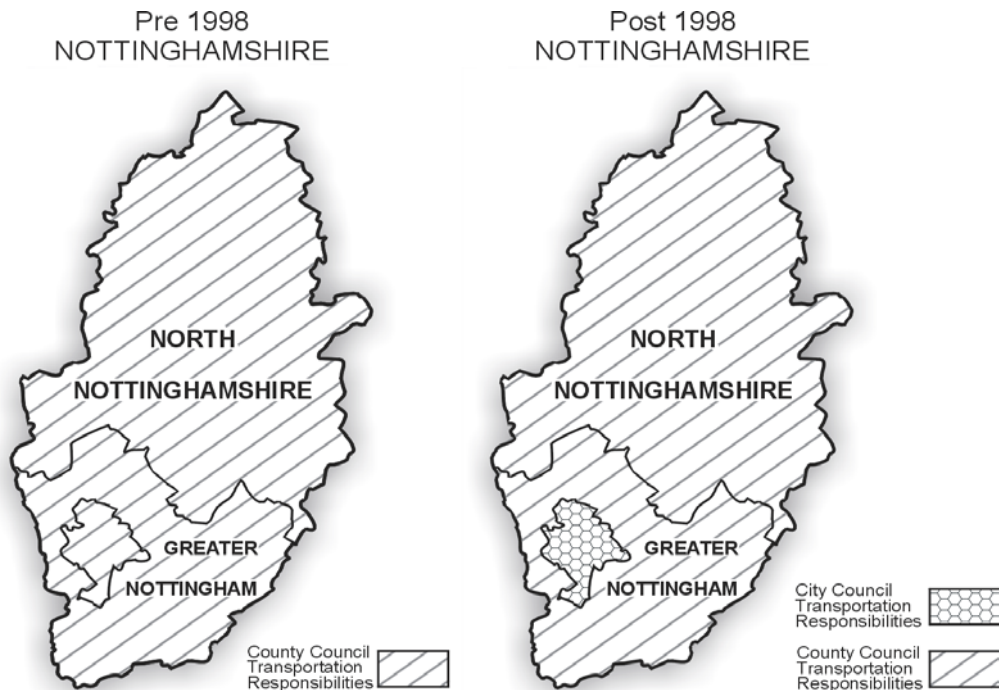 Pre 1998
NOTTINGHAMSHIRE
NORTH
NOTTINGHAMSHIRE
GREATER
NOTTINGHAM
County Council
Transportation
Responsibilities
Post 1998
NOTTINGHAMSHIRE
NORTH
NOTTINGHAMSHIRE
GREATER
NOTTINGHAM
City Council
Transportation
Responsibilities
County Council
Transportation
Responsibilities